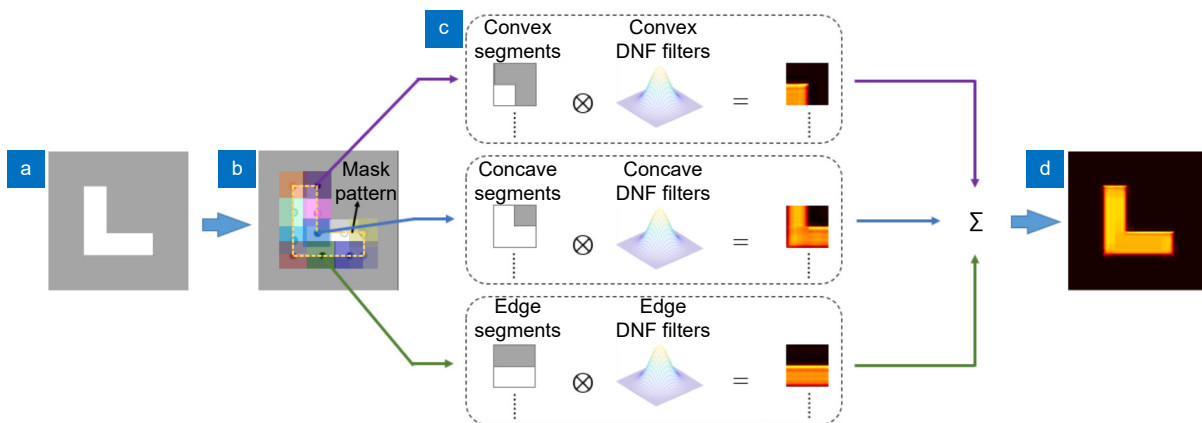 a
b
Mask
pattern
c
Convex
segments
Convex
DNF filters
⊗
=
Concave
segments
Concave
DNF filters
⊗
=
Edge
segments
Edge
DNF filters
⊗
=
Σ
d